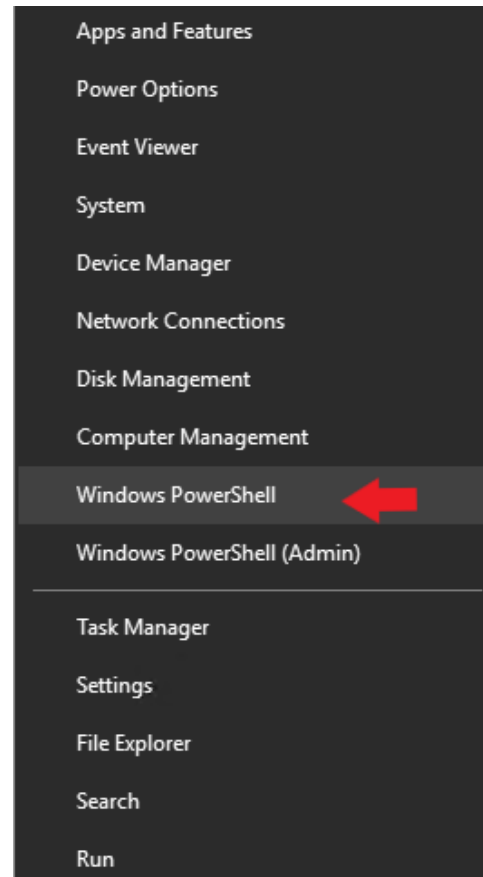 Apps and Features
Power Options
Event Viewer
System
Device Manager
Network Connections
Disk Management
Computer Management
Windows PowerShell
Windows PowerShell (Admin)
Task Manager
Settings
File Explorer
Search
Run